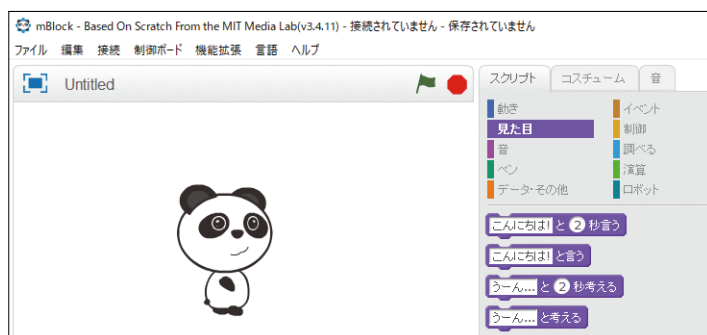 mBlock - Based On Scratch From the MIT Media Lab(v3.4.11) - 接続されていません - 保存されていません
ファイル 編集 接続 制御ボード 機能拡張 言語 ヘルプ
Untitled
スクリプト コスチューム 音
動き イベント
見た目 制御
音 調べる
ペン 演算
データ・その他 ロボット
こんにちは! と 2 秒言う
こんにちは! と言う
うーん... と 2 秒考える
うーん... と考える